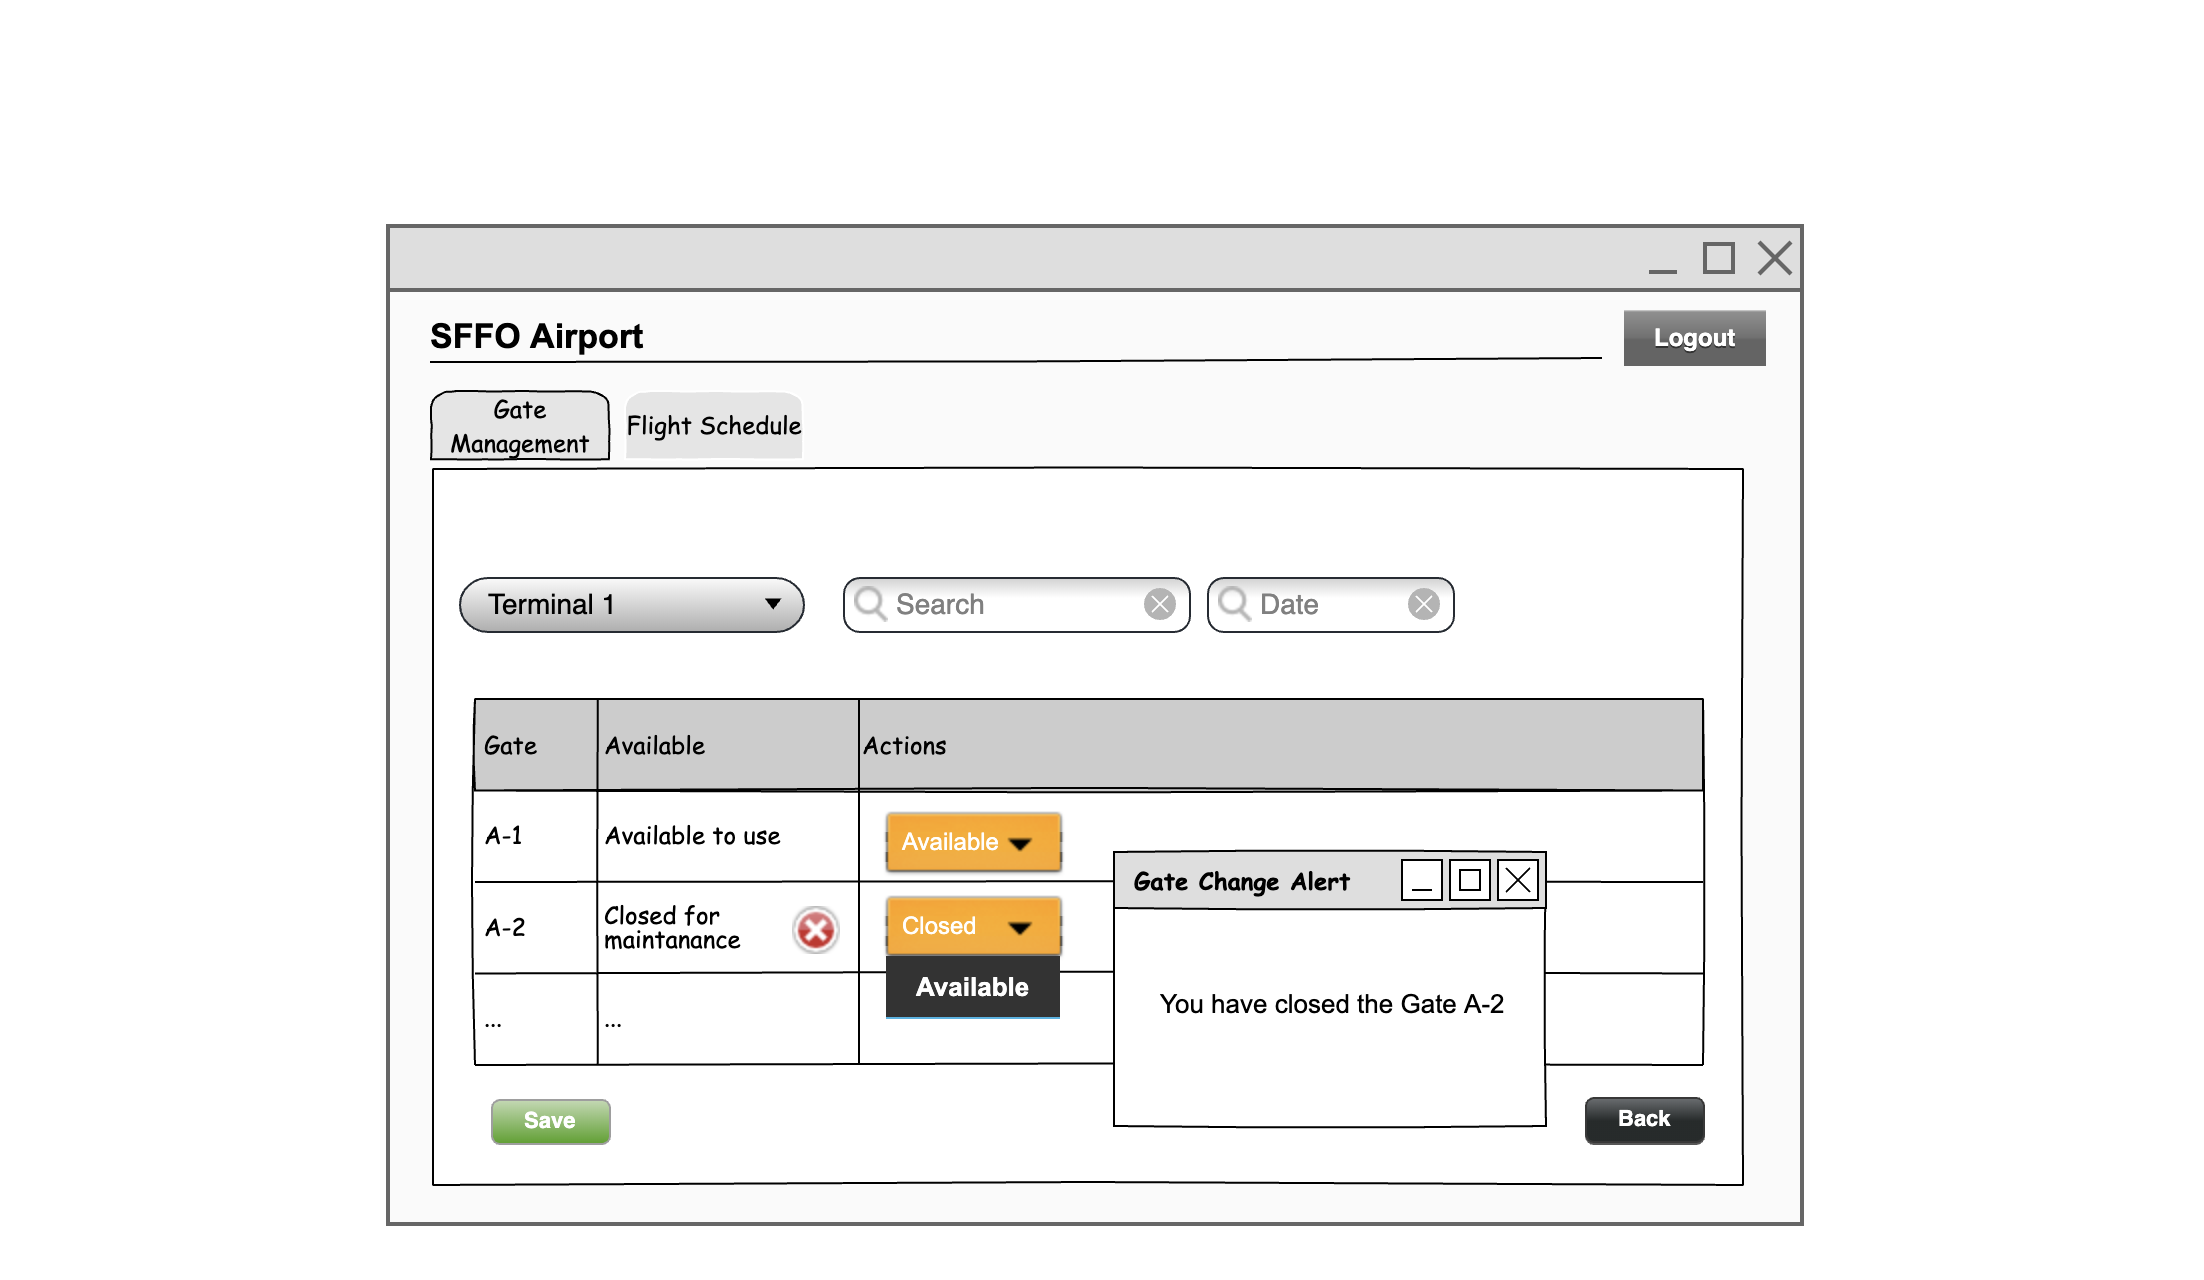 SFFO Airport
Logout
Gate
Management
Flight Schedule
Terminal 1
Search
Date
Gate
Available
Actions
A-1
Available to use
Available
Gate Change Alert
A-2
Closed for
maintanance
Closed
Available
You have closed the Gate A-2
...
...
Save
Back